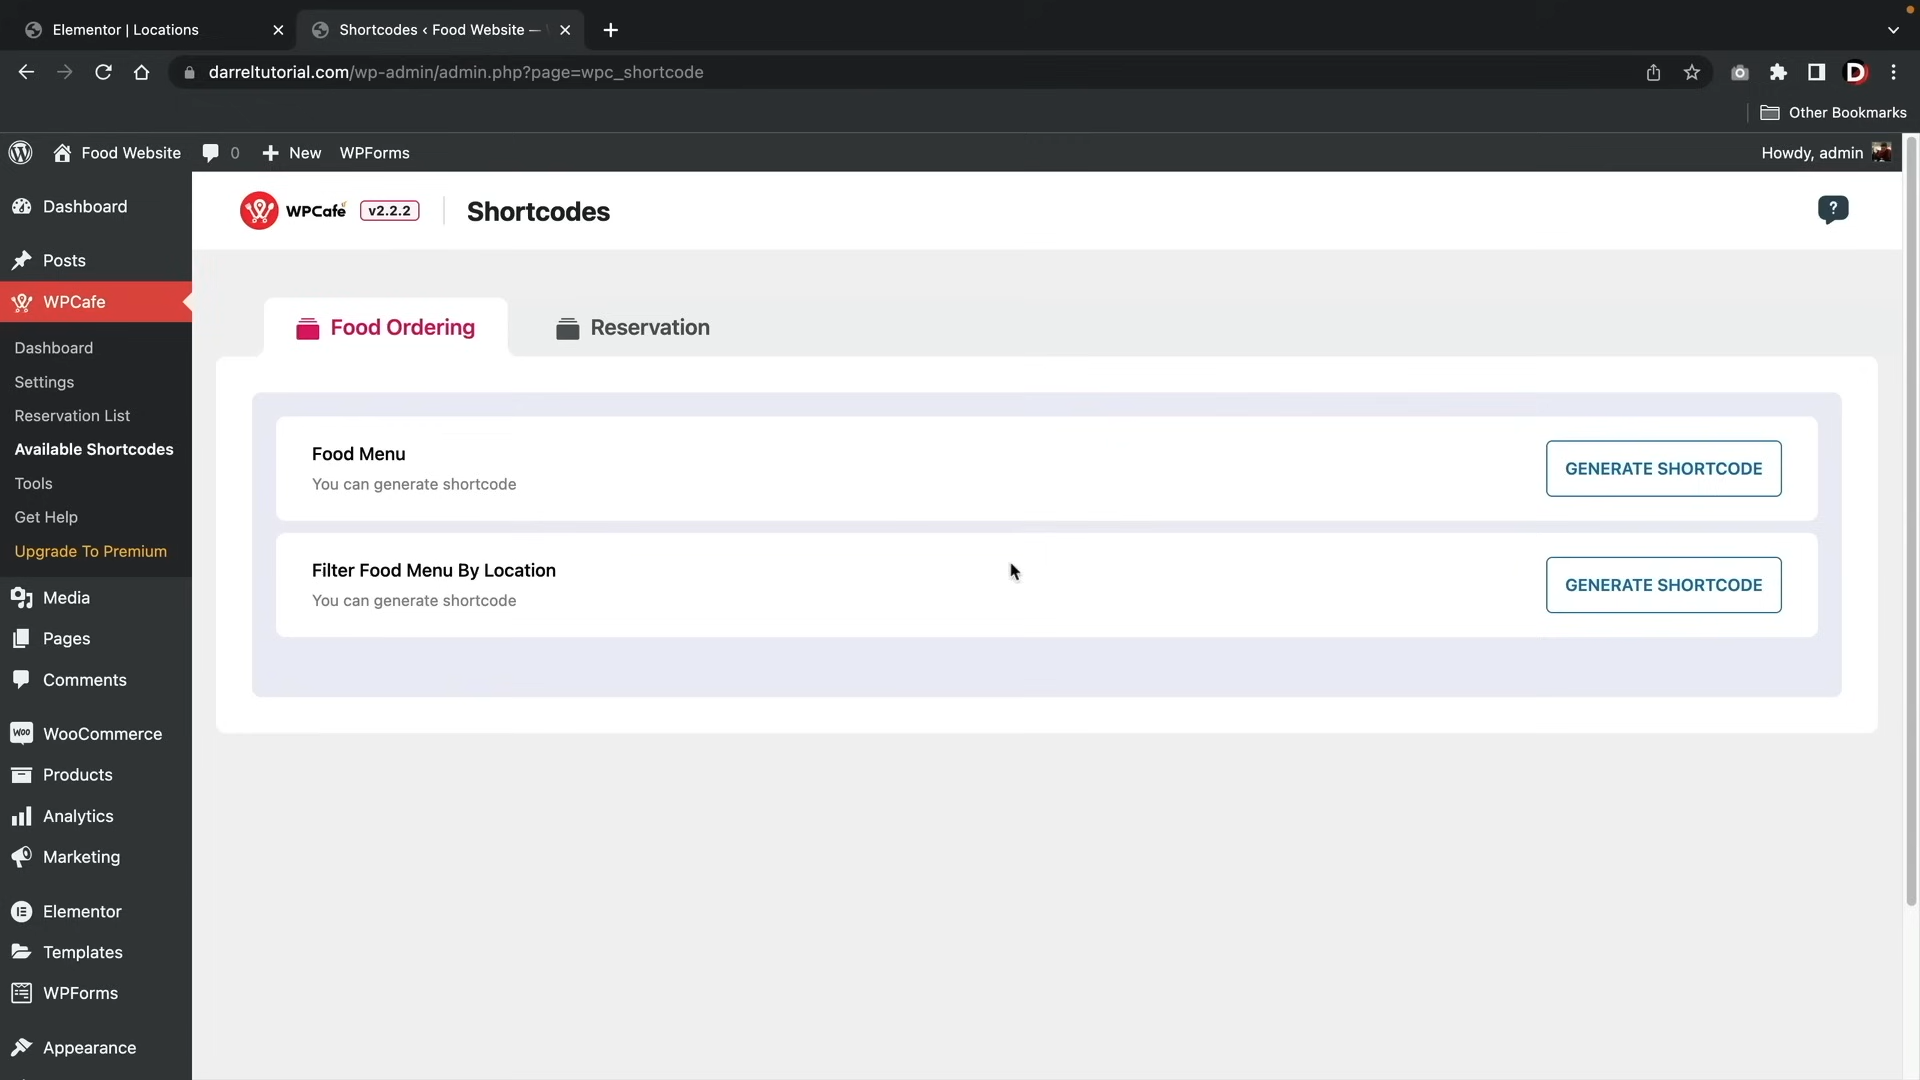 Elementor | Locations
Shortcodes ‹ Food Website —
darreltutorial.com/wp-admin/admin.php?page=wpc_shortcode
D
Other Bookmarks
Food Website
0
New
WPForms
Howdy, admin
Dashboard
Posts
WPCafe
Dashboard
Settings
Reservation List
Available Shortcodes
Tools
Get Help
Upgrade To Premium
Media
Pages
Comments
Woo
WooCommerce
Products
Analytics
Marketing
Elementor
Templates
WPForms
Appearance
WPCafe
v2.2.2
Shortcodes
?
Food Ordering
Reservation
Food Menu
You can generate shortcode
GENERATE SHORTCODE
Filter Food Menu By Location
You can generate shortcode
GENERATE SHORTCODE